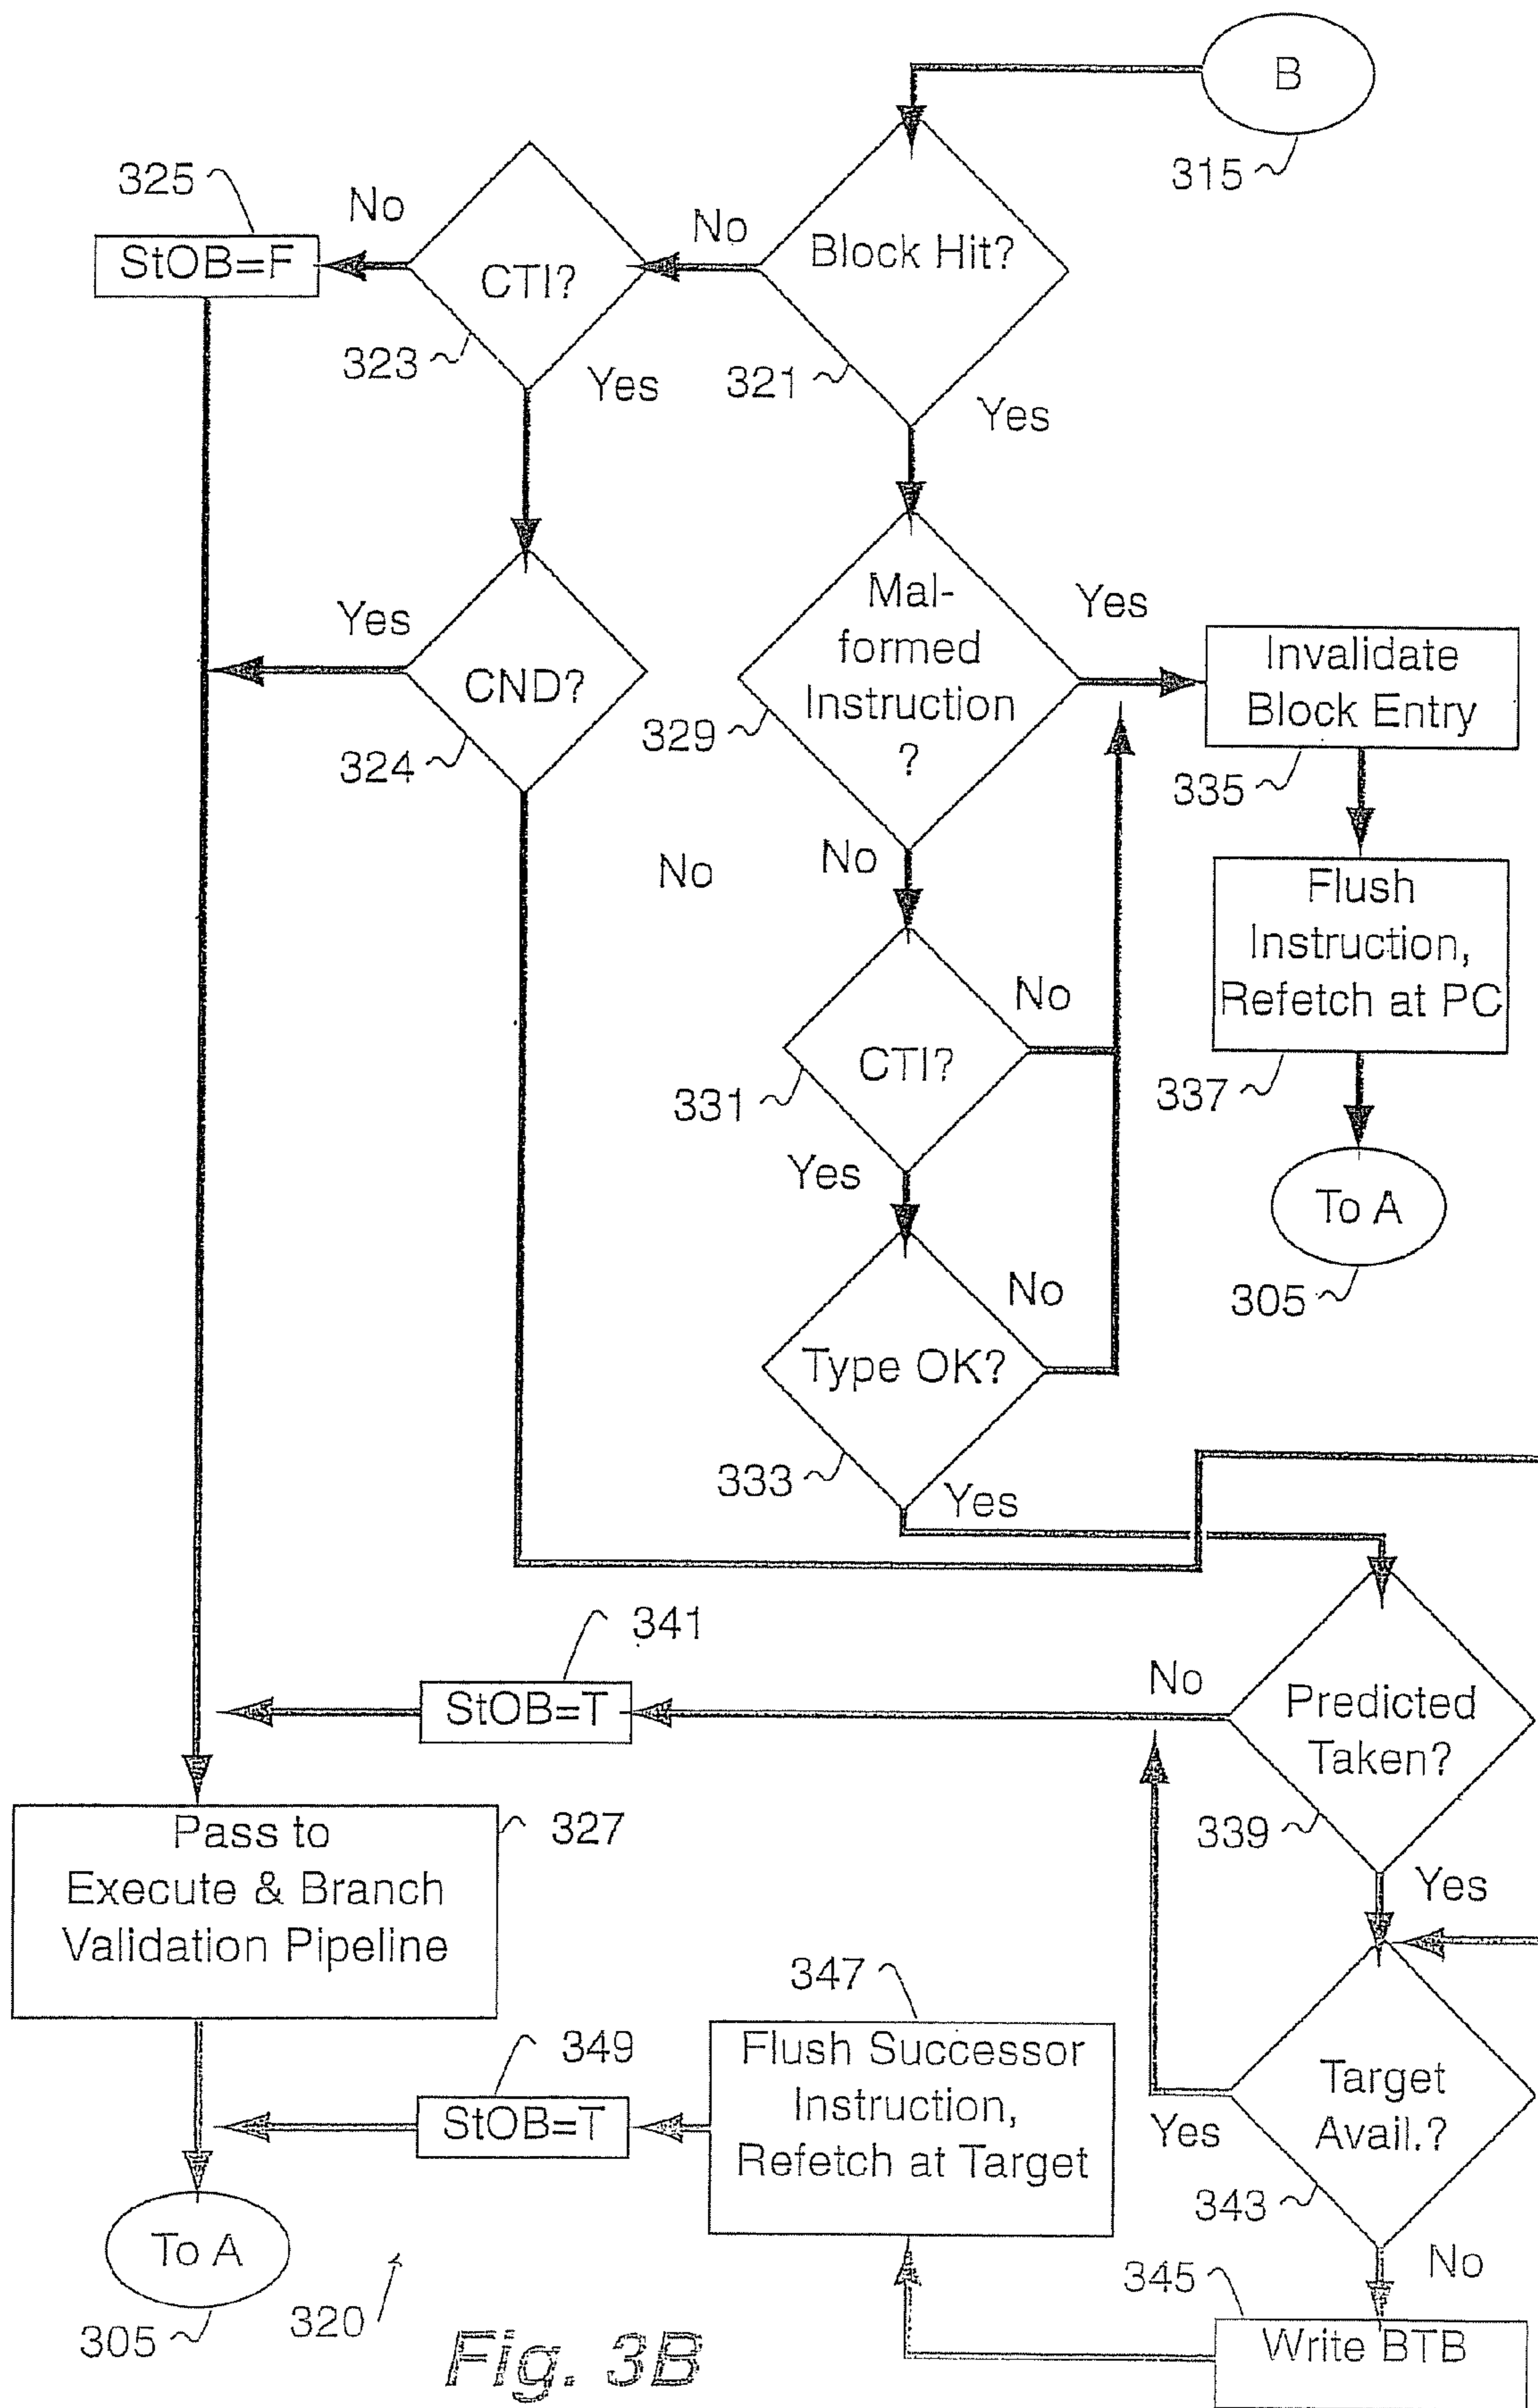 B
315
325
No
No
Block Hit?
StOB=F
CTI?
323
Yes
321
Yes
Mal-
formed
Instruction
?
Yes
Yes
CND?
329
324
Invalidate
Block Entry
335
No
No
Flush
Instruction,
Refetch at PC
No
CTI?
331
337
Yes
To A
305
No
Type OK?
333
Yes
341
No
StOB=T
Predicted
Taken?
339
Yes
Pass to
Execute & Branch
Validation Pipeline
327
347
Flush Successor
Instruction,
Refetch at Target
349
StOB=T
Target
Avail.?
Yes
343
To A
305
320
No
345
Write BTB
Fig. 3B